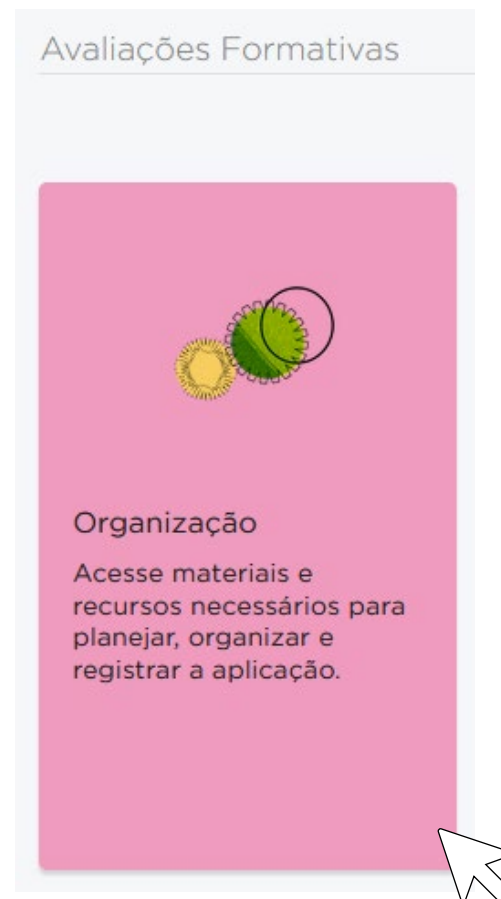 Avaliações Formativas
Organização
Acesse materiais e
recursos necessários para
planejar, organizar e
registrar a aplicação.